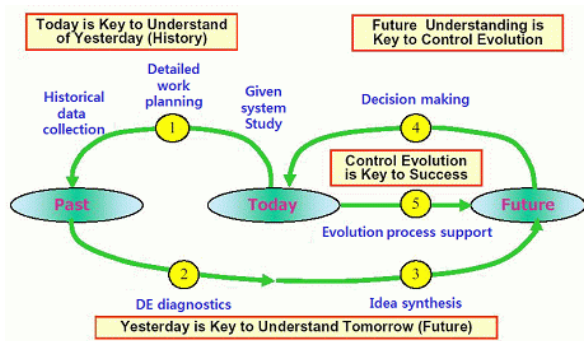 Today is Key to Understand
of Yesterday (History)
Future Understanding is
Key to Control Evolution
Detailed
work
planning
Historical
data
collection
Given
system
Study
Decision making
1
4
Control Evolution
is Key to Success
Past
Today
5
Future
Evolution process support
2
3
DE diagnostics
Idea synthesis
Yesterday is Key to Understand Tomorrow (Future)